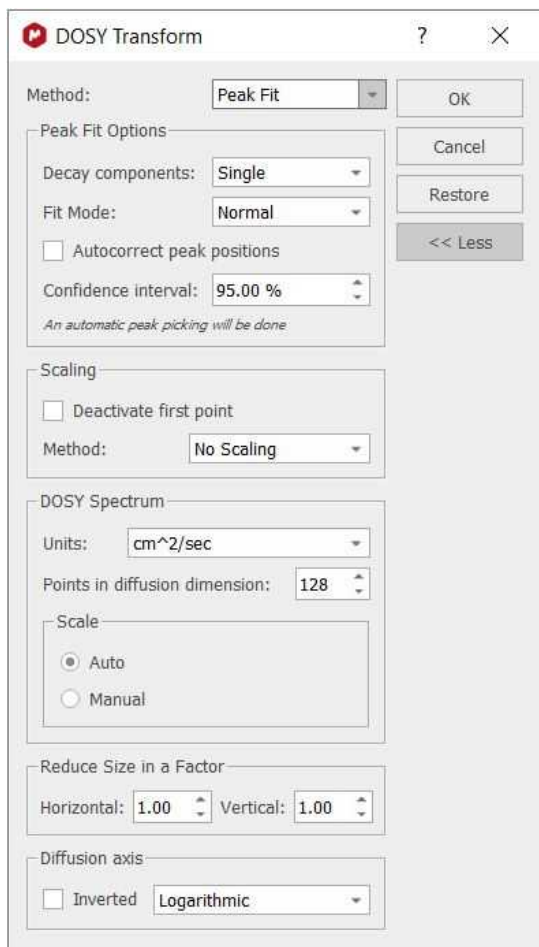 DOSY Transform ?
Method: Peak Fit OK
Peak Fit Options
Cancel
Decay components: Single
Restore
Fit Mode: Normal
<< Less
Autocorrect peak positions
Confidence interval: 95.00 %
An automatic peak picking will be done
Scaling
Deactivate first point
Method: No Scaling
DOSY Spectrum
Units: cm^2/sec
Points in diffusion dimension: 128
Scale
Auto
Manual
Reduce Size in a Factor
Horizontal: 1.00 Vertical: 1.00
Diffusion axis
Inverted Logarithmic